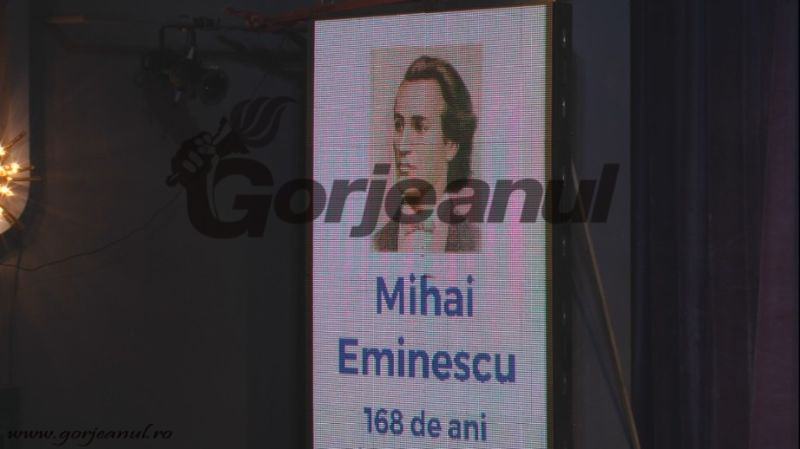 Gorjeanul
Mihai
Eminescu
168 de ani
www.gorjeanul.ro